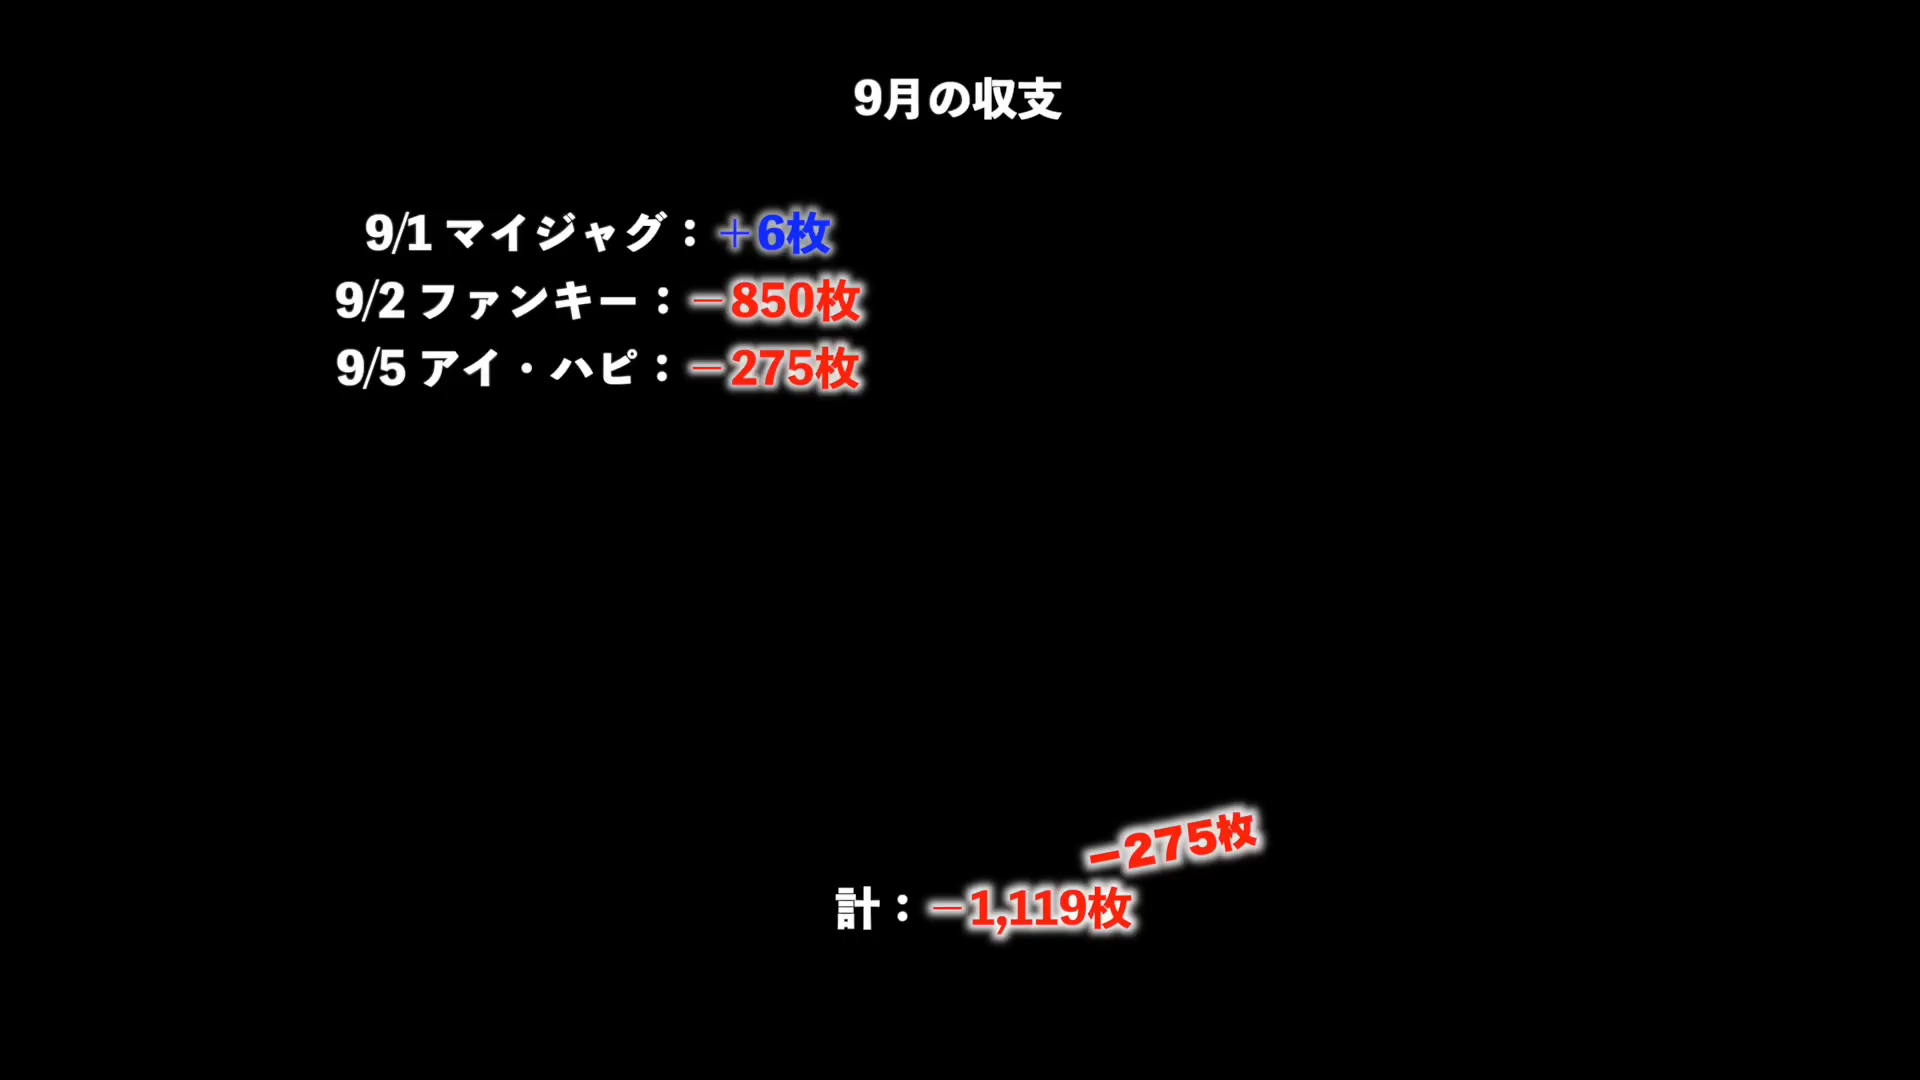 9月の収支
9/1 マイジャグ：＋6枚
9/2 ファンキー：－850枚
9/5 アイ・ハピ：－275枚
－275枚
計：－1,119枚